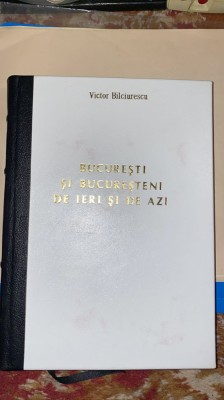 Victor Bilciurescu
BUCUREȘTI
ȘI BUCUREȘTENI
DE IERI ȘI DE AZI